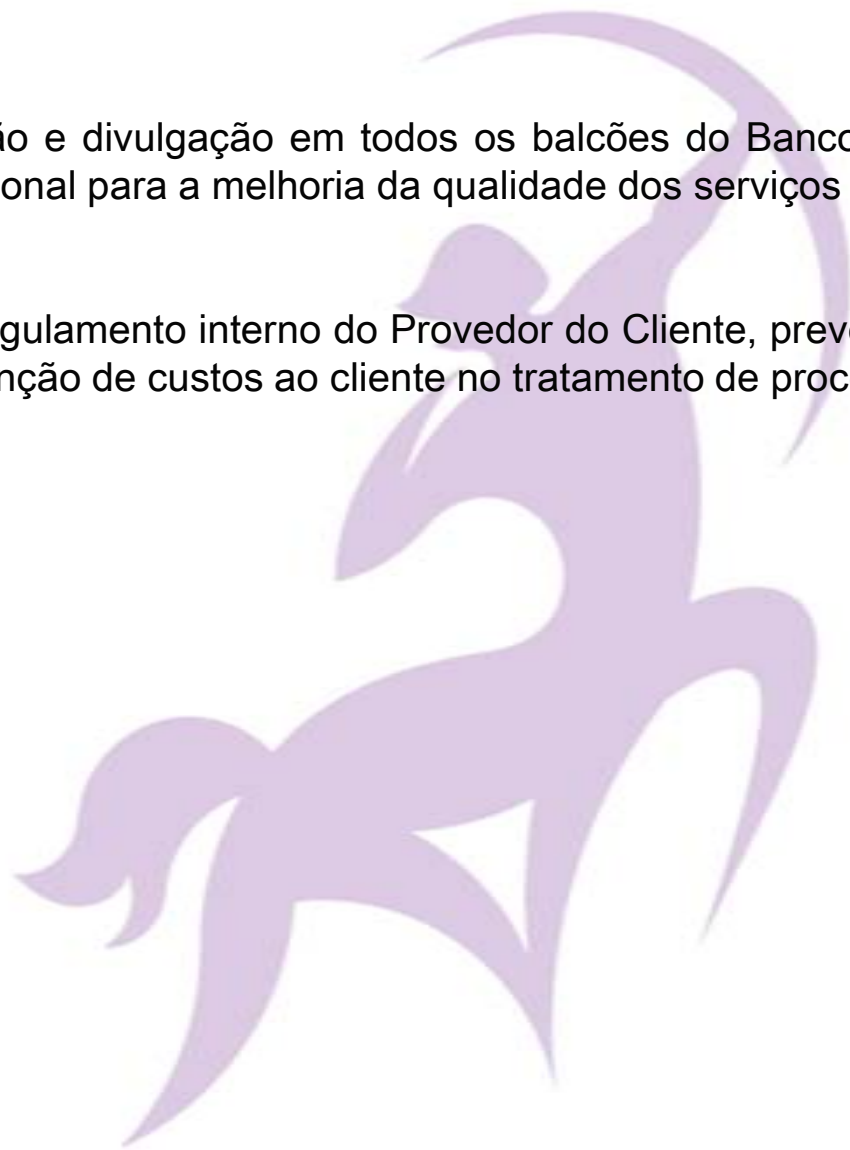 ão e divulgação em todos os balcões do Banco
onal para a melhoria da qualidade dos serviços
gulamento interno do Provedor do Cliente, prev
nção de custos ao cliente no tratamento de proc